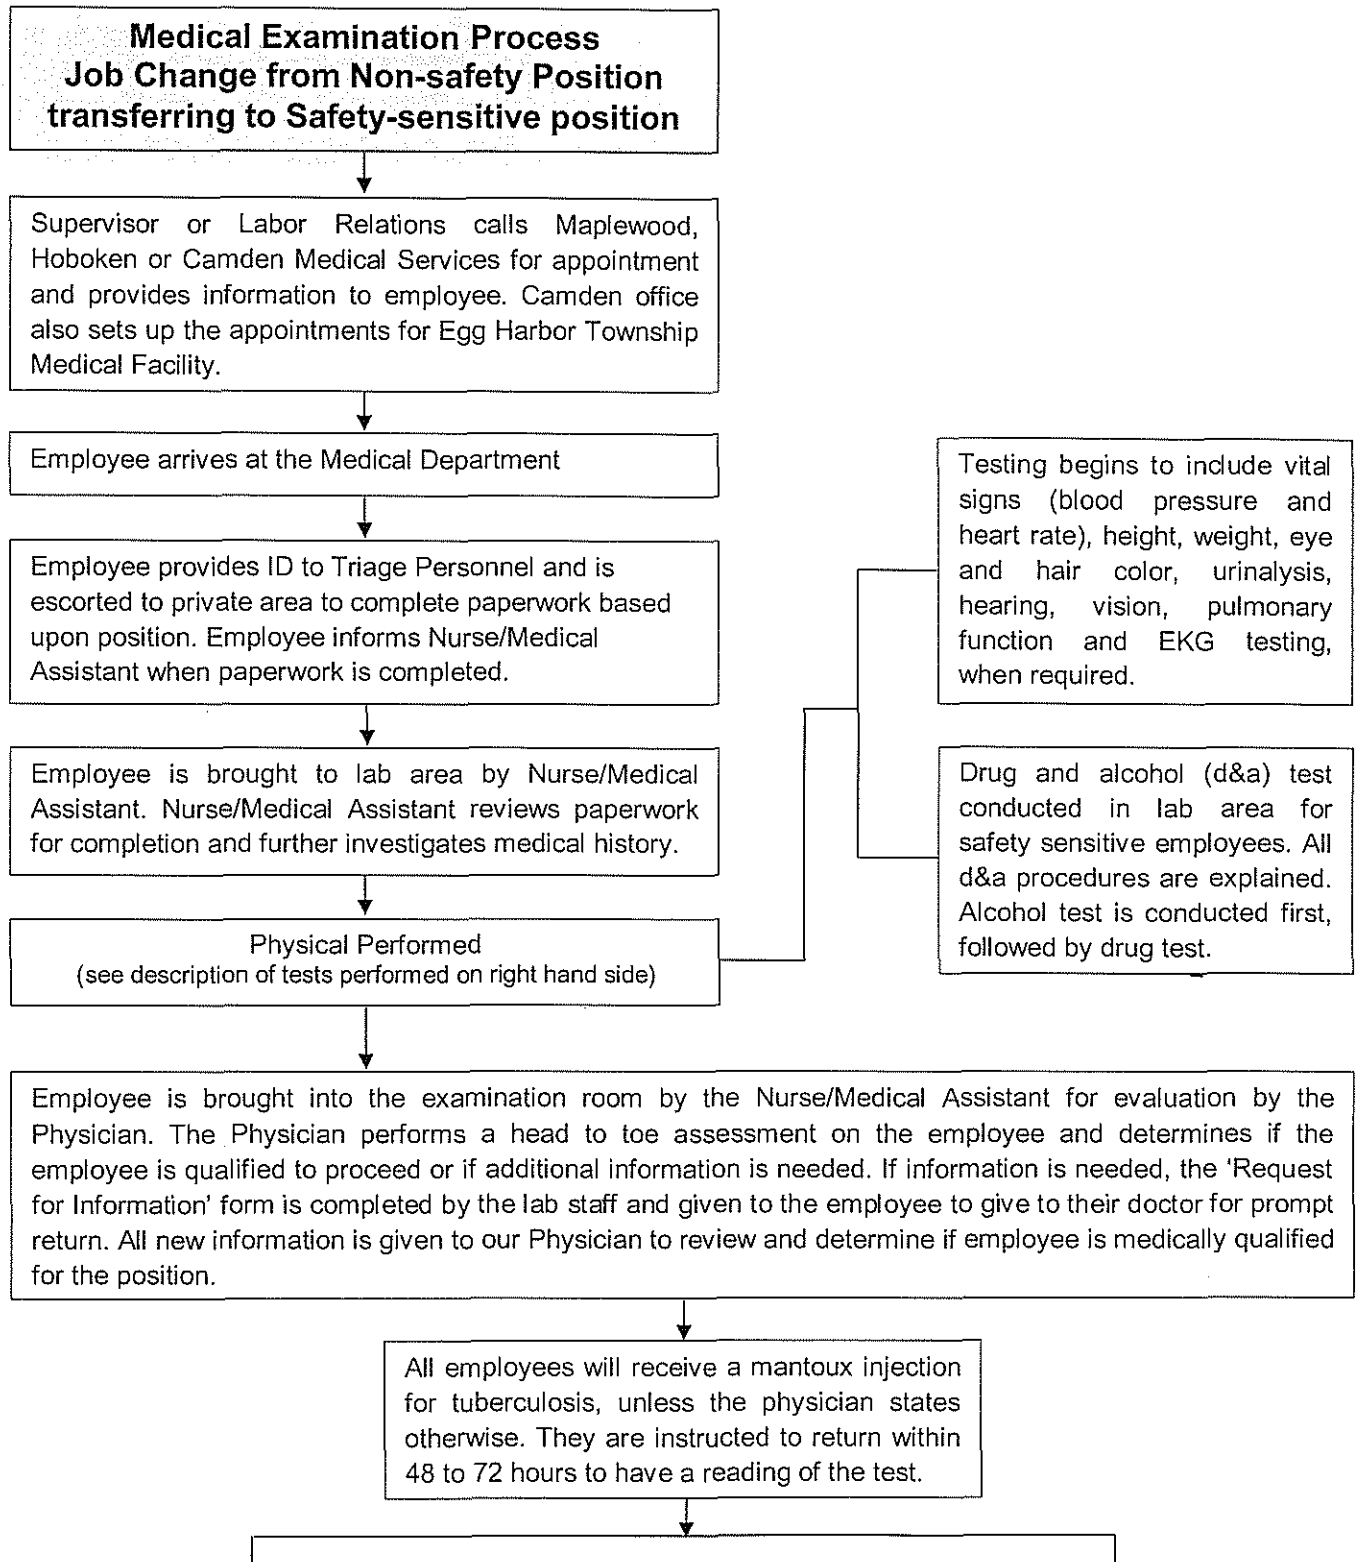 Medical Examination Process
Job Change from Non-safety Position
transferring to Safety-sensitive position
Supervisor or Labor Relations calls Maplewood,
Hoboken or Camden Medical Services for appointment
and provides information to employee. Camden office
also sets up the appointments for Egg Harbor Township
Medical Facility.
Employee arrives at the Medical Department
Employee provides ID to Triage Personnel and is
escorted to private area to complete paperwork based
upon position. Employee informs Nurse/Medical
Assistant when paperwork is completed.
Employee is brought to lab area by Nurse/Medical
Assistant. Nurse/Medical Assistant reviews paperwork
for completion and further investigates medical history.
Physical Performed
(see description of tests performed on right hand side)
Testing begins to include vital
signs (blood pressure and
heart rate), height, weight, eye
and hair color, urinalysis,
hearing, vision, pulmonary
function and EKG testing,
when required.
Drug and alcohol (d&a) test
conducted in lab area for
safety sensitive employees. All
d&a procedures are explained.
Alcohol test is conducted first,
followed by drug test.
Employee is brought into the examination room by the Nurse/Medical Assistant for evaluation by the
Physician. The Physician performs a head to toe assessment on the employee and determines if the
employee is qualified to proceed or if additional information is needed. If information is needed, the ‘Request
for Information’ form is completed by the lab staff and given to the employee to give to their doctor for prompt
return. All new information is given to our Physician to review and determine if employee is medically qualified
for the position.
All employees will receive a mantoux injection
for tuberculosis, unless the physician states
otherwise. They are instructed to return within
48 to 72 hours to have a reading of the test.